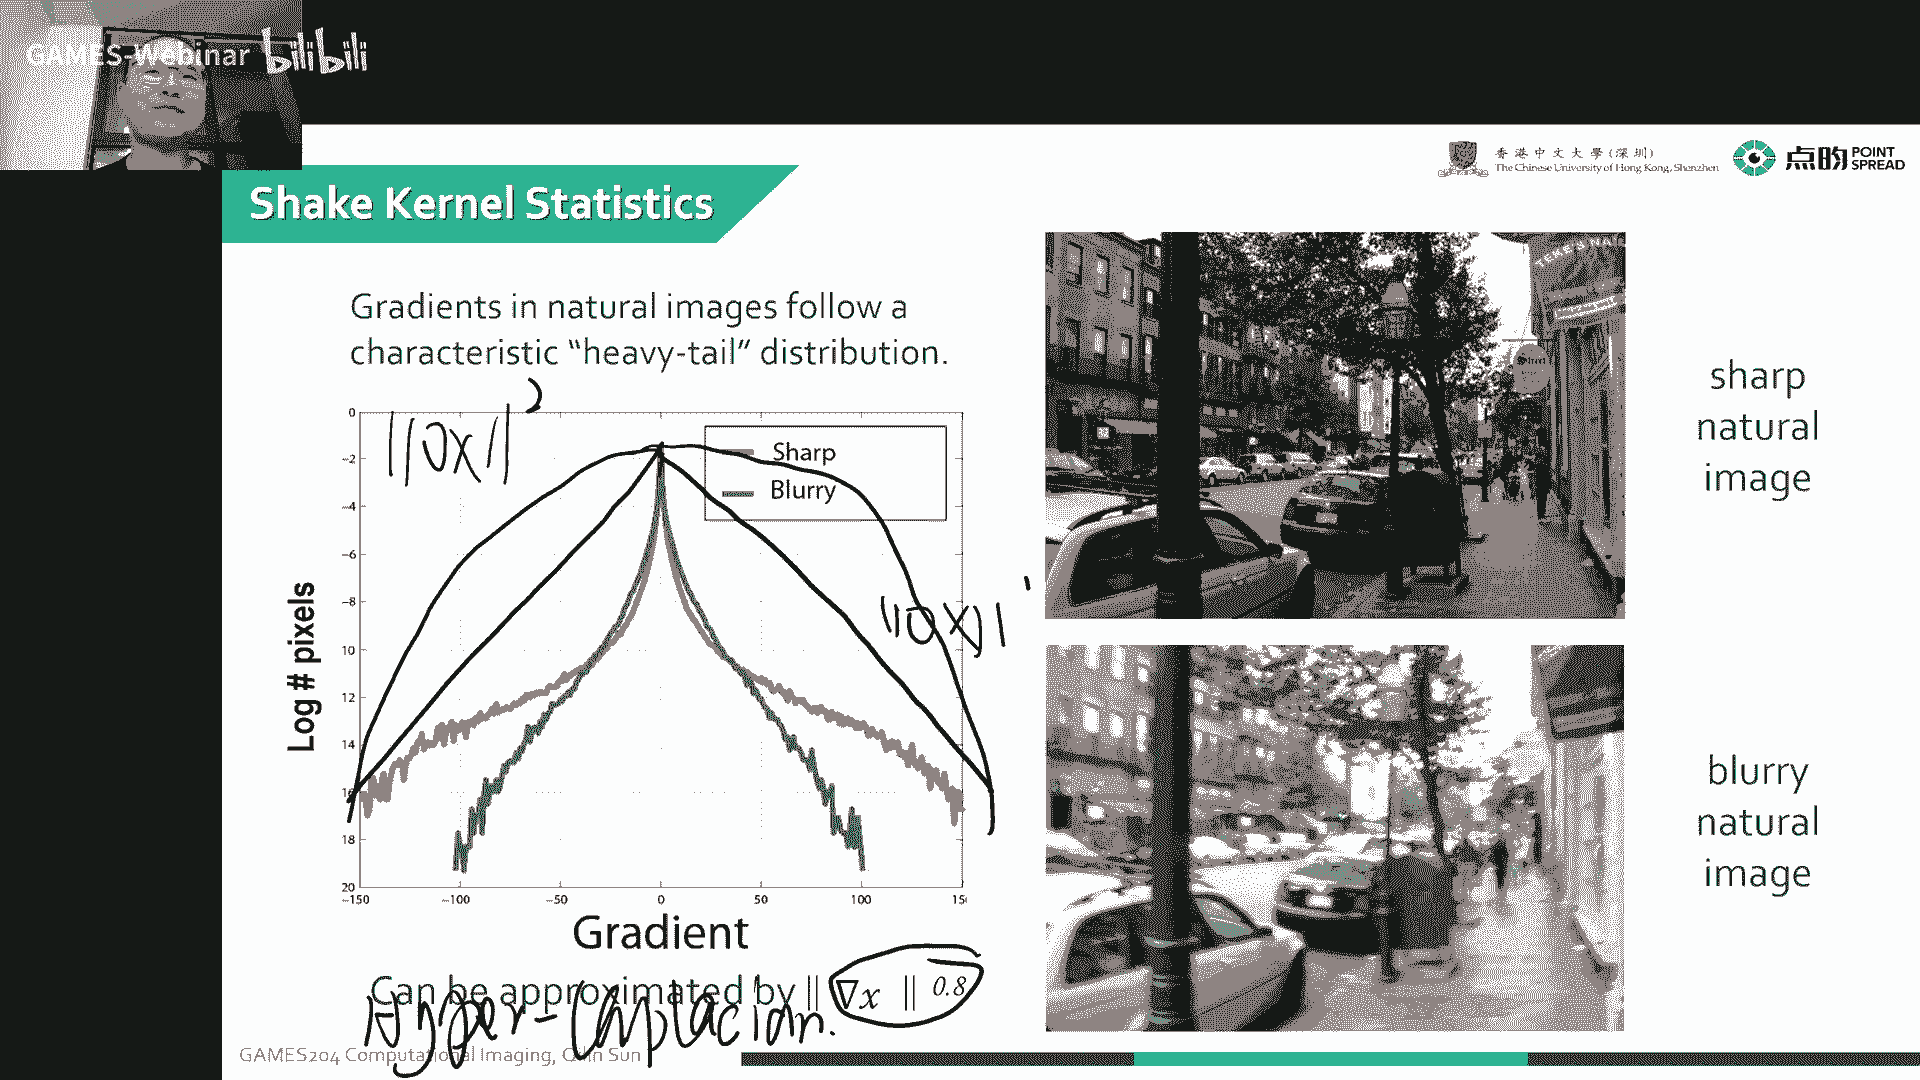 GAMES-Webinar bilibili
香港中文大學(深圳)
The Chinese University of Hong Kong, Shenzhen
点昀 POINT
SPREAD
Shake Kernel Statistics
Gradients in natural images follow a
characteristic “heavy-tail” distribution.
||∇x||²
0
-2
-4
-6
-8
10
12
14
16
18
20
Log # pixels
Sharp
Blurry
||∇x||¹
-150
-100
-50
0
50
100
15
Gradient
Can be approximated by || ∇x || 0.8
Hyper-Laplacian.
sharp
natural
image
blurry
natural
image
GAMES204 Computational Imaging, Qilin Sun